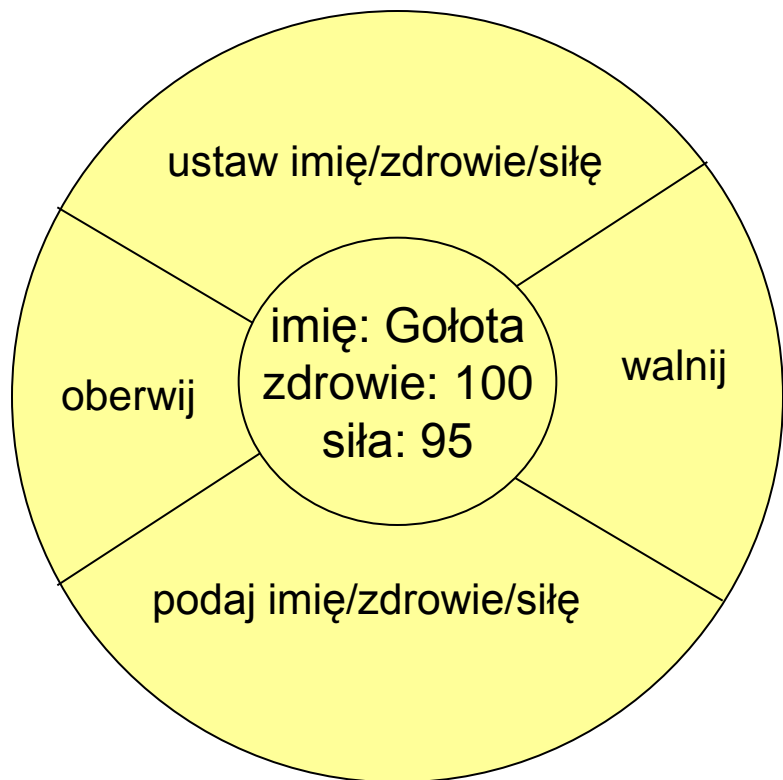 ustaw imię/zdrowie/siłę
imię: Gołota
zdrowie: 100
siła: 95
walnij
oberwij
podaj imię/zdrowie/siłę